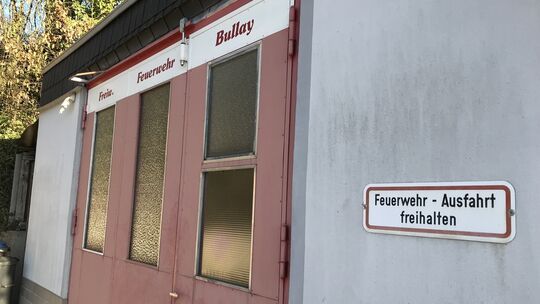 Freiw. Feuerwehr Bullay
Feuerwehr - Ausfahrt
freihalten